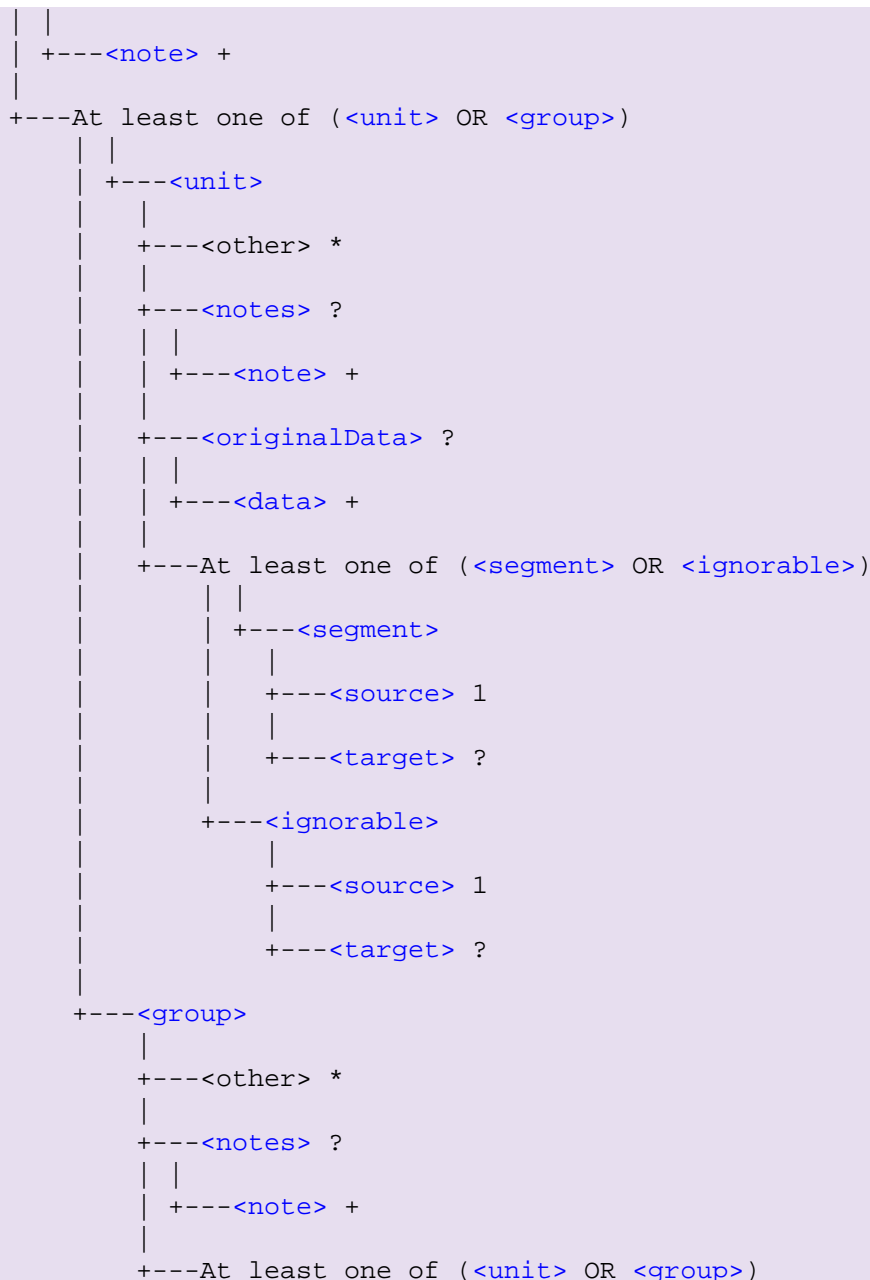 | |
| +---<note> +
|
+---At least one of (<unit> OR <group>)
    | |
    | +---<unit>
    |   |
    |   +---<other> *
    |   |
    |   +---<notes> ?
    |   | |
    |   | +---<note> +
    |   |
    |   +---<originalData> ?
    |   | |
    |   | +---<data> +
    |   |
    |   +---At least one of (<segment> OR <ignorable>)
    |       | |
    |       | +---<segment>
    |       |   |
    |       |   +---<source> 1
    |       |   |
    |       |   +---<target> ?
    |       |
    |       +---<ignorable>
    |           |
    |           +---<source> 1
    |           |
    |           +---<target> ?
    |
    +---<group>
        |
        +---<other> *
        |
        +---<notes> ?
        | |
        | +---<note> +
        |
        +---At least one of (<unit> OR <group>)